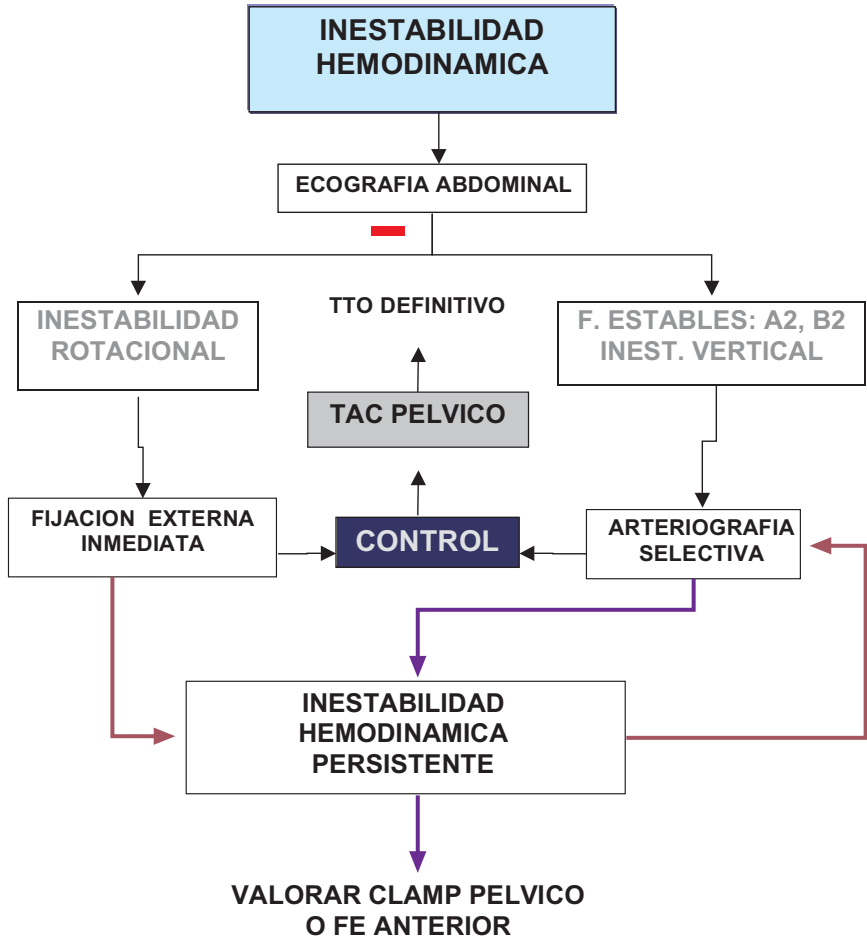 INESTABILIDAD
HEMODINAMICA
ECOGRAFIA ABDOMINAL
INESTABILIDAD
ROTACIONAL
TTO DEFINITIVO
F. ESTABLES: A2, B2
INEST. VERTICAL
TAC PELVICO
FIJACION EXTERNA
INMEDIATA
CONTROL
ARTERIOGRAFIA
SELECTIVA
INESTABILIDAD
HEMODINAMICA
PERSISTENTE
VALORAR CLAMP PELVICO
O FE ANTERIOR